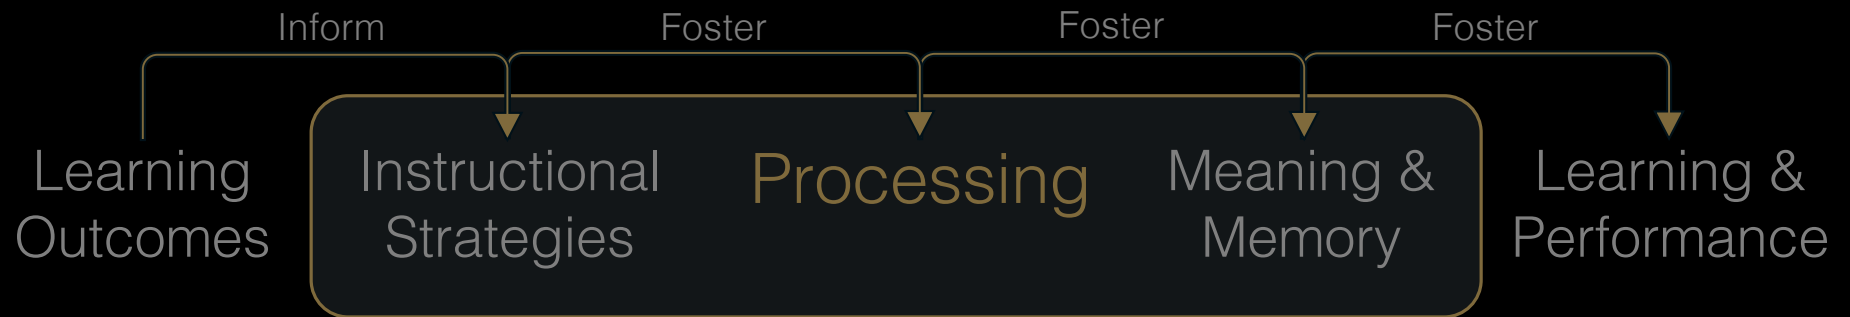 Inform
Foster
Foster
Foster
Learning
Outcomes
Instructional
Strategies
Processing
Meaning &
Memory
Learning &
Performance